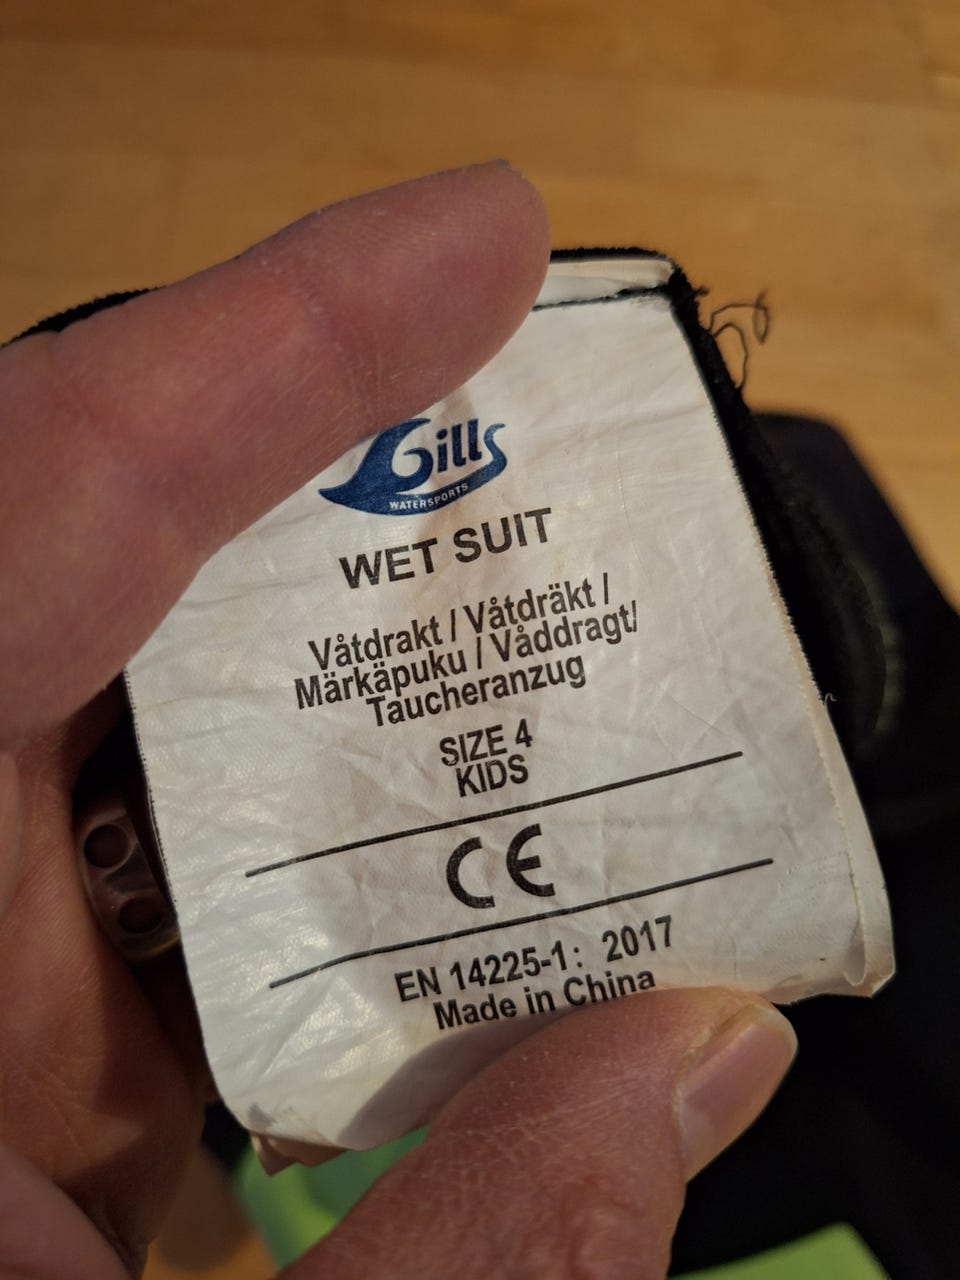 Gills
WATERSPORTS
WET SUIT
Våtdrakt / Våtdräkt /
Märkäpuku / Våddragt/
Taucheranzug
SIZE 4
KIDS
CE
EN 14225-1: 2017
Made in China